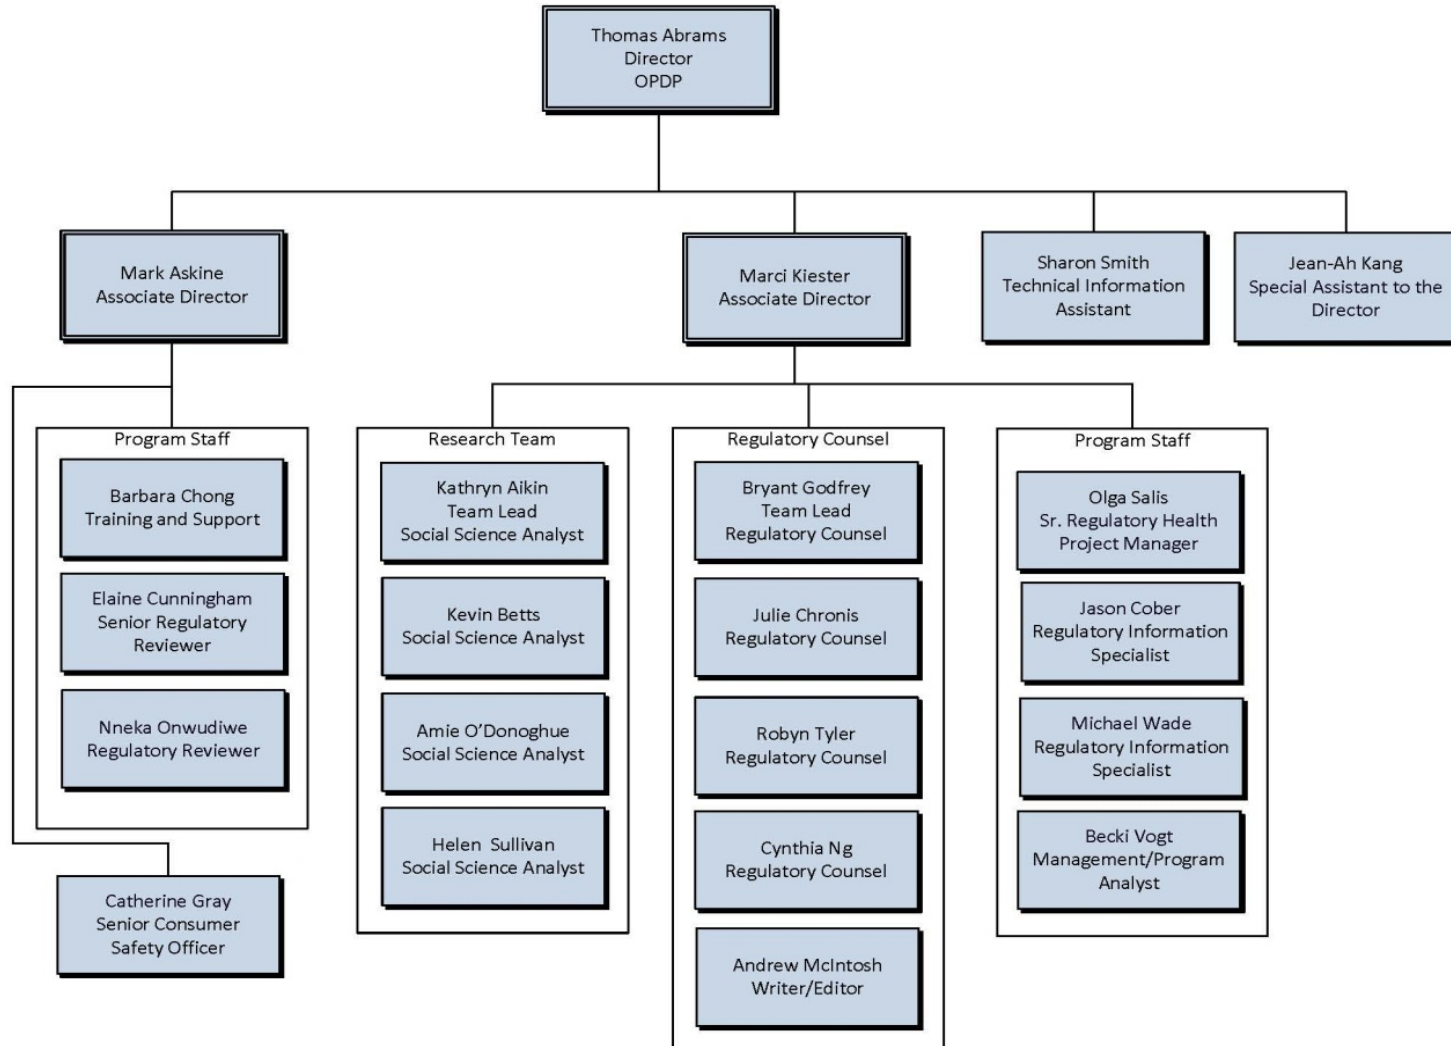 Thomas Abrams
Director
OPDP
Mark Askine
Associate Director
Marci Kiester
Associate Director
Sharon Smith
Technical Information
Assistant
Jean-Ah Kang
Special Assistant to the
Director
Program Staff
Barbara Chong
Training and Support
Elaine Cunningham
Senior Regulatory
Reviewer
Nneka Onwudiwe
Regulatory Reviewer
Catherine Gray
Senior Consumer
Safety Officer
Research Team
Kathryn Aikin
Team Lead
Social Science Analyst
Kevin Betts
Social Science Analyst
Amie O’Donoghue
Social Science Analyst
Helen Sullivan
Social Science Analyst
Regulatory Counsel
Bryant Godfrey
Team Lead
Regulatory Counsel
Julie Chronis
Regulatory Counsel
Robyn Tyler
Regulatory Counsel
Cynthia Ng
Regulatory Counsel
Andrew McIntosh
Writer/Editor
Program Staff
Olga Salis
Sr. Regulatory Health
Project Manager
Jason Cober
Regulatory Information
Specialist
Michael Wade
Regulatory Information
Specialist
Becki Vogt
Management/Program
Analyst